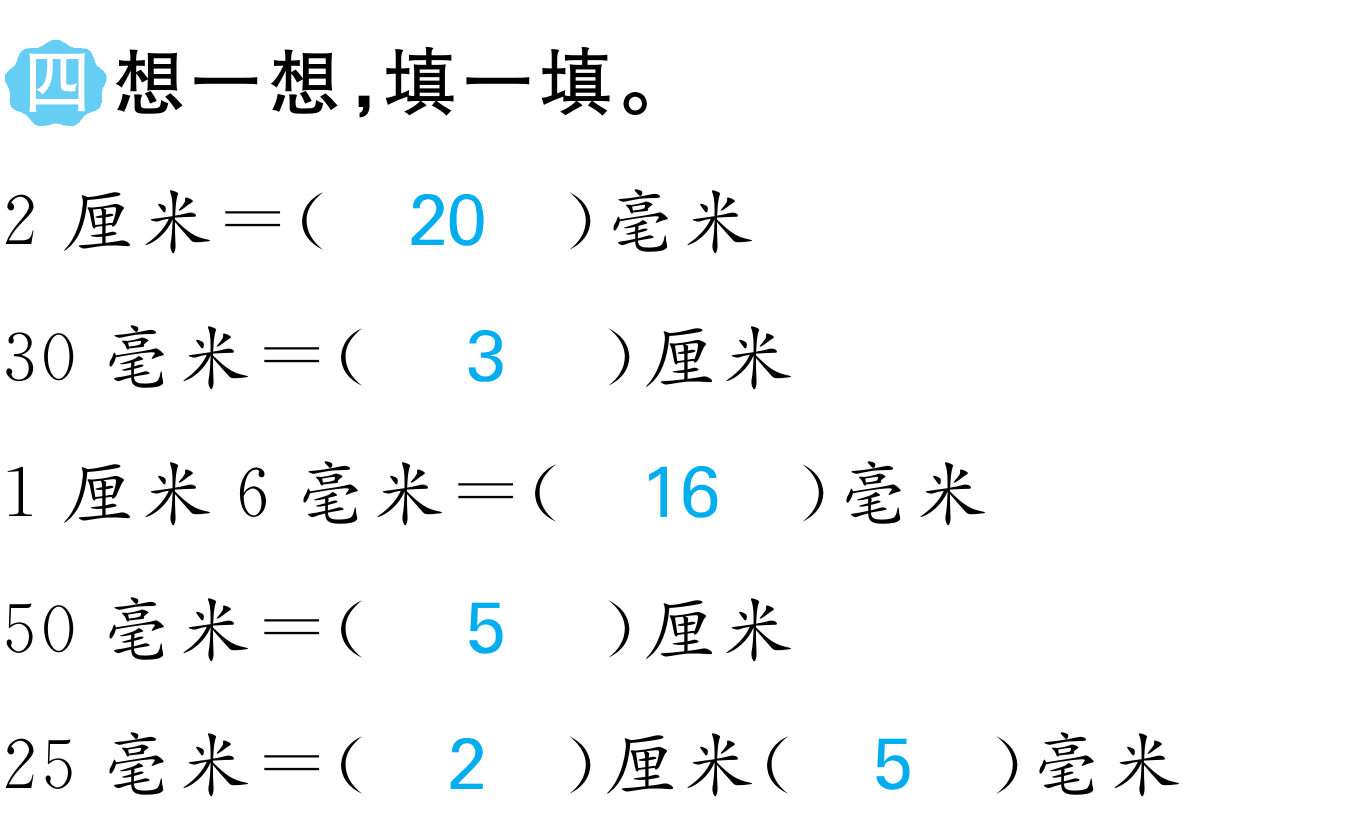 四 想一想,填一填。
2 厘米=( 20 )毫米
30 毫米=( 3 )厘米
1 厘米 6 毫米=( 16 )毫米
50 毫米=( 5 )厘米
25 毫米=( 2 )厘米( 5 )毫米